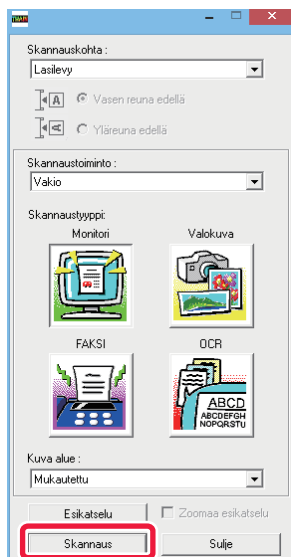 TWAIN
Skannauskohta :
Lasilevy
A Vasen reuna edellä
A Yläreuna edellä
Skannaustoiminto :
Vakio
Skannaustyyppi:
Monitori Valokuva
FAKSI OCR
ABCD
ABCDEFGH
NOPQRSTU
Kuva alue :
Mukautettu
Esikatselu Zoomaa esikatselu
Skannaus Sulje